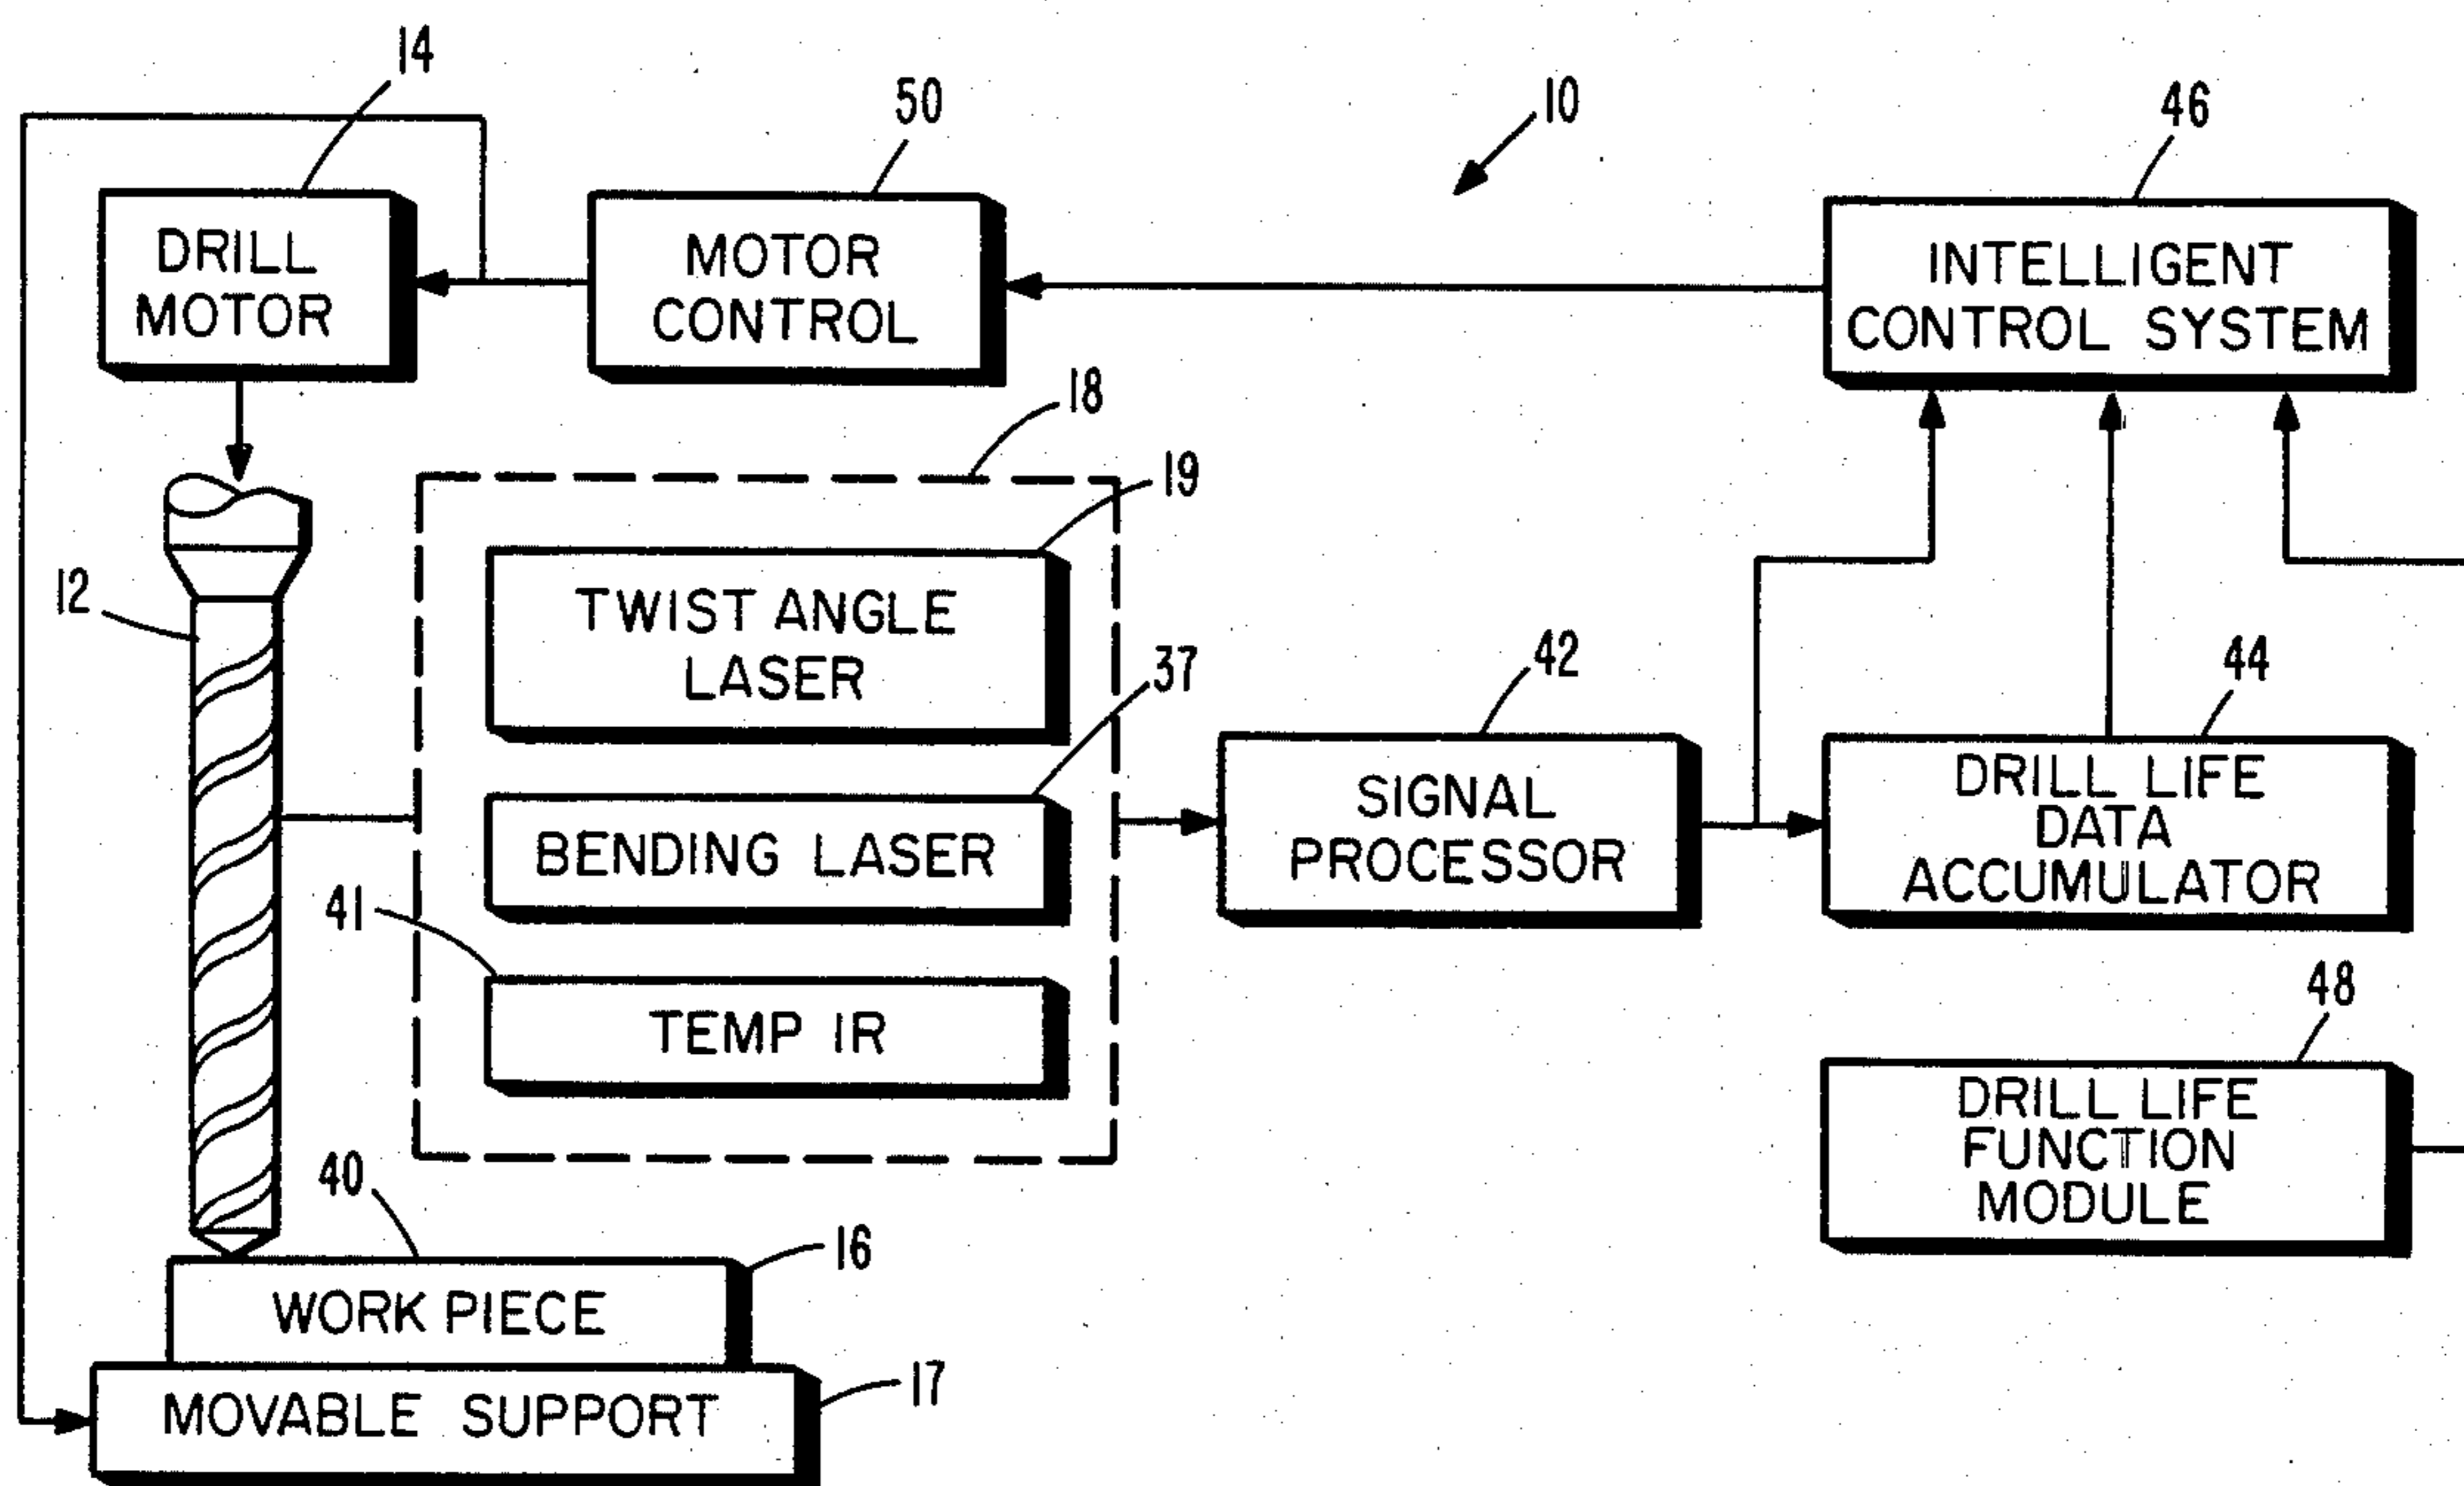 14
50
10
46
DRILL
MOTOR
MOTOR
CONTROL
INTELLIGENT
CONTROL SYSTEM
18
19
12
TWIST ANGLE
LASER
37
42
44
BENDING LASER
SIGNAL
PROCESSOR
DRILL LIFE
DATA
ACCUMULATOR
41
TEMP IR
48
DRILL LIFE
FUNCTION
MODULE
40
16
WORK PIECE
17
MOVABLE SUPPORT